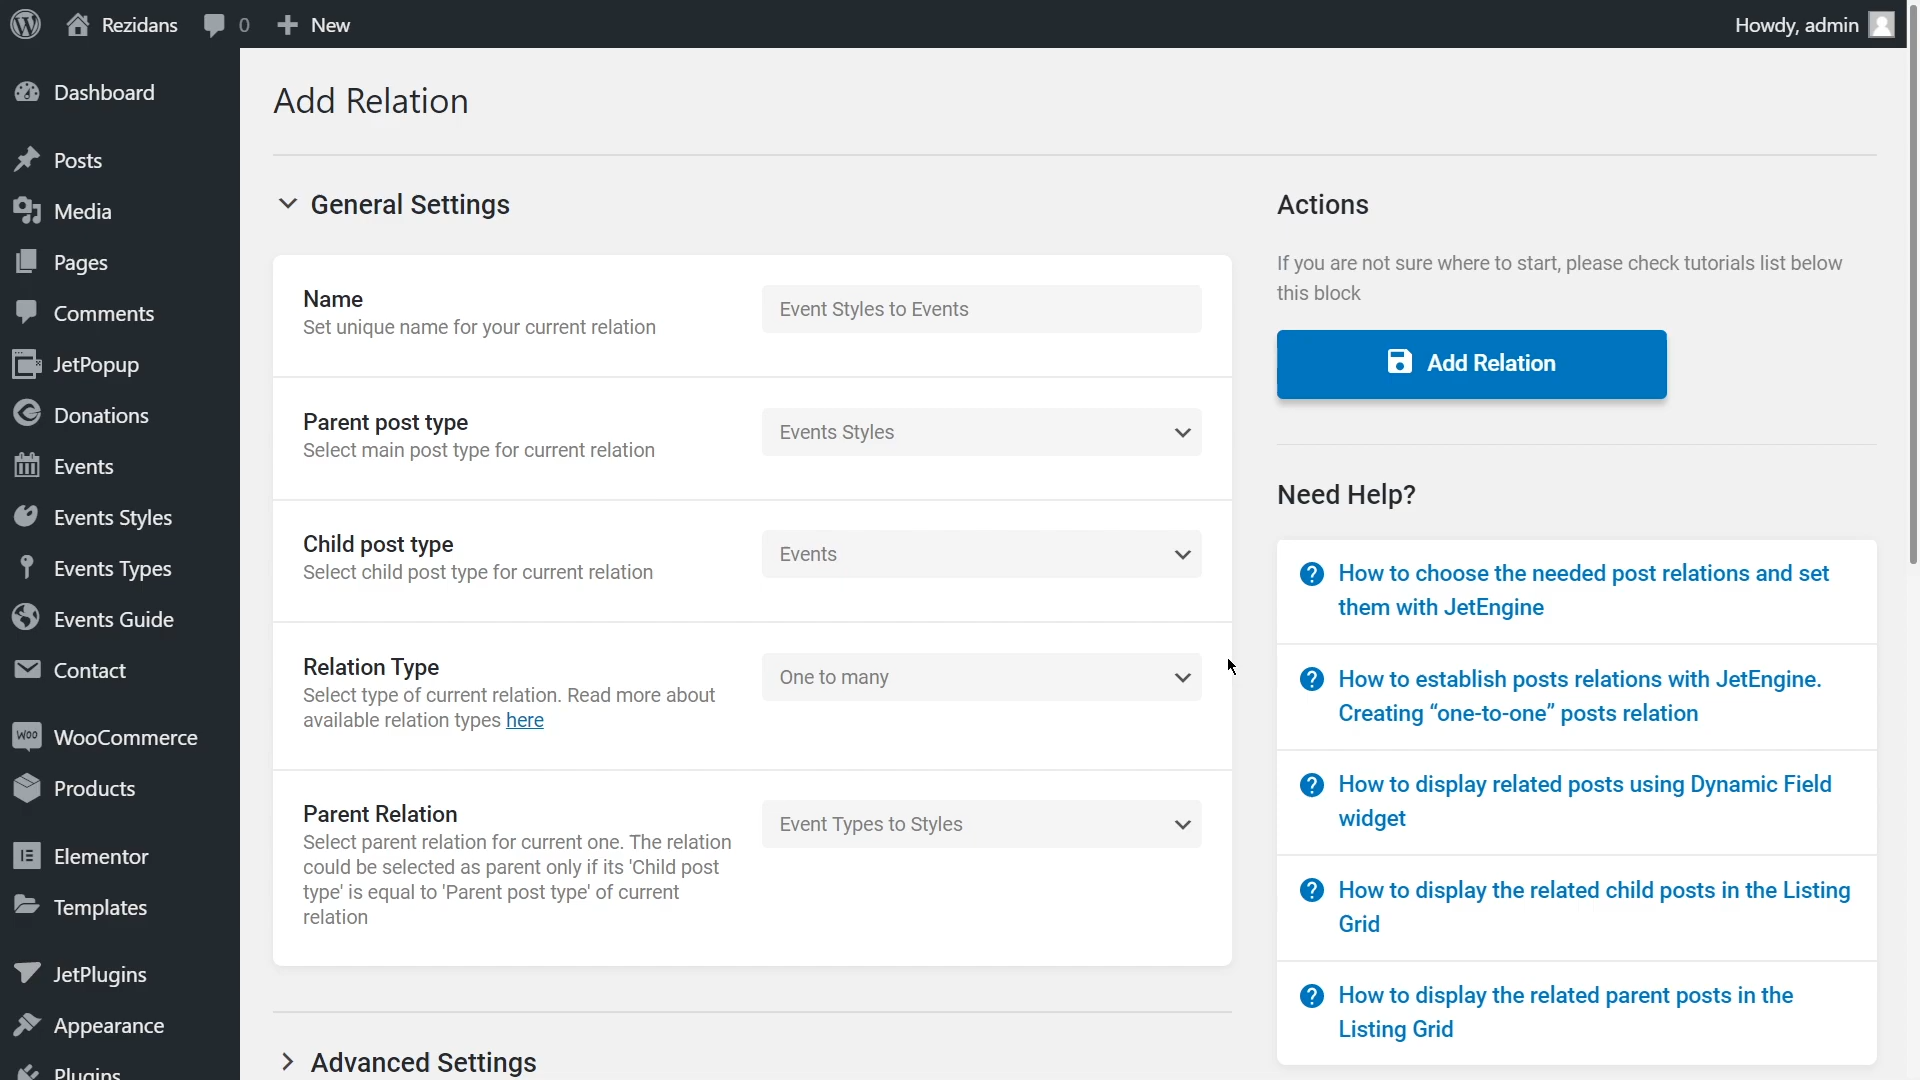 Rezidans
0
New
Howdy, admin
Dashboard
Posts
Media
Pages
Comments
JetPopup
Donations
Events
Events Styles
Events Types
Events Guide
Contact
WOO
WooCommerce
Products
Elementor
Templates
JetPlugins
Appearance
Plugins
Add Relation
General Settings
Name
Set unique name for your current relation
Event Styles to Events
Parent post type
Select main post type for current relation
Events Styles
Child post type
Select child post type for current relation
Events
Relation Type
Select type of current relation. Read more about
available relation types here
One to many
Parent Relation
Select parent relation for current one. The relation
could be selected as parent only if its 'Child post
type' is equal to 'Parent post type' of current
relation
Event Types to Styles
Advanced Settings
Actions
If you are not sure where to start, please check tutorials list below
this block
Add Relation
Need Help?
How to choose the needed post relations and set
them with JetEngine
How to establish posts relations with JetEngine.
Creating “one-to-one” posts relation
How to display related posts using Dynamic Field
widget
How to display the related child posts in the Listing
Grid
How to display the related parent posts in the
Listing Grid